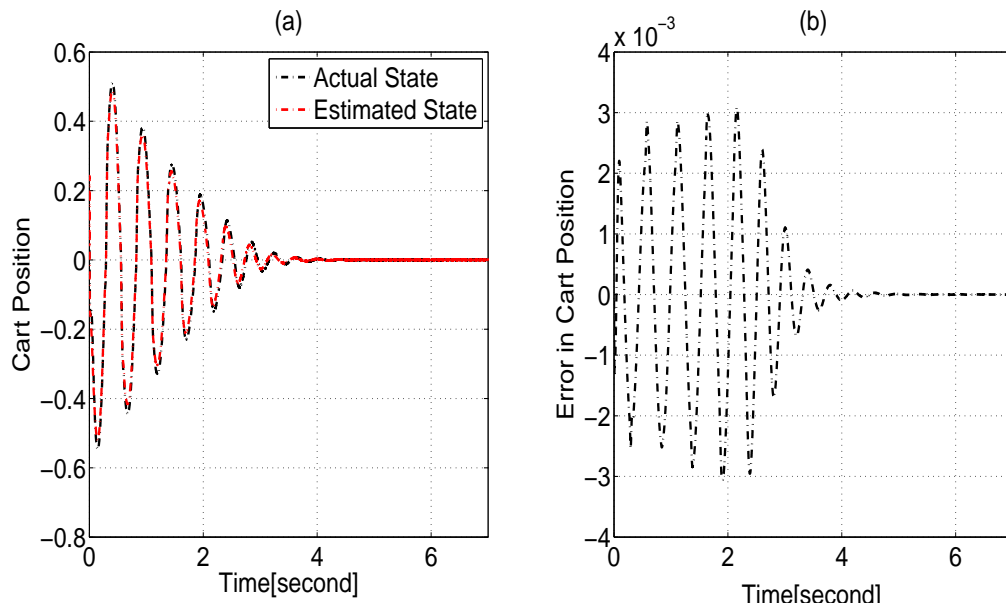 (a)
0.6
0.4
0.2
0
−0.2
−0.4
−0.6
−0.8
Cart Position
Actual State
Estimated State
0 2 4 6
Time[second]
(b)
x 10−3
4
3
2
1
0
−1
−2
−3
−4
Error in Cart Position
0 2 4 6
Time[second]